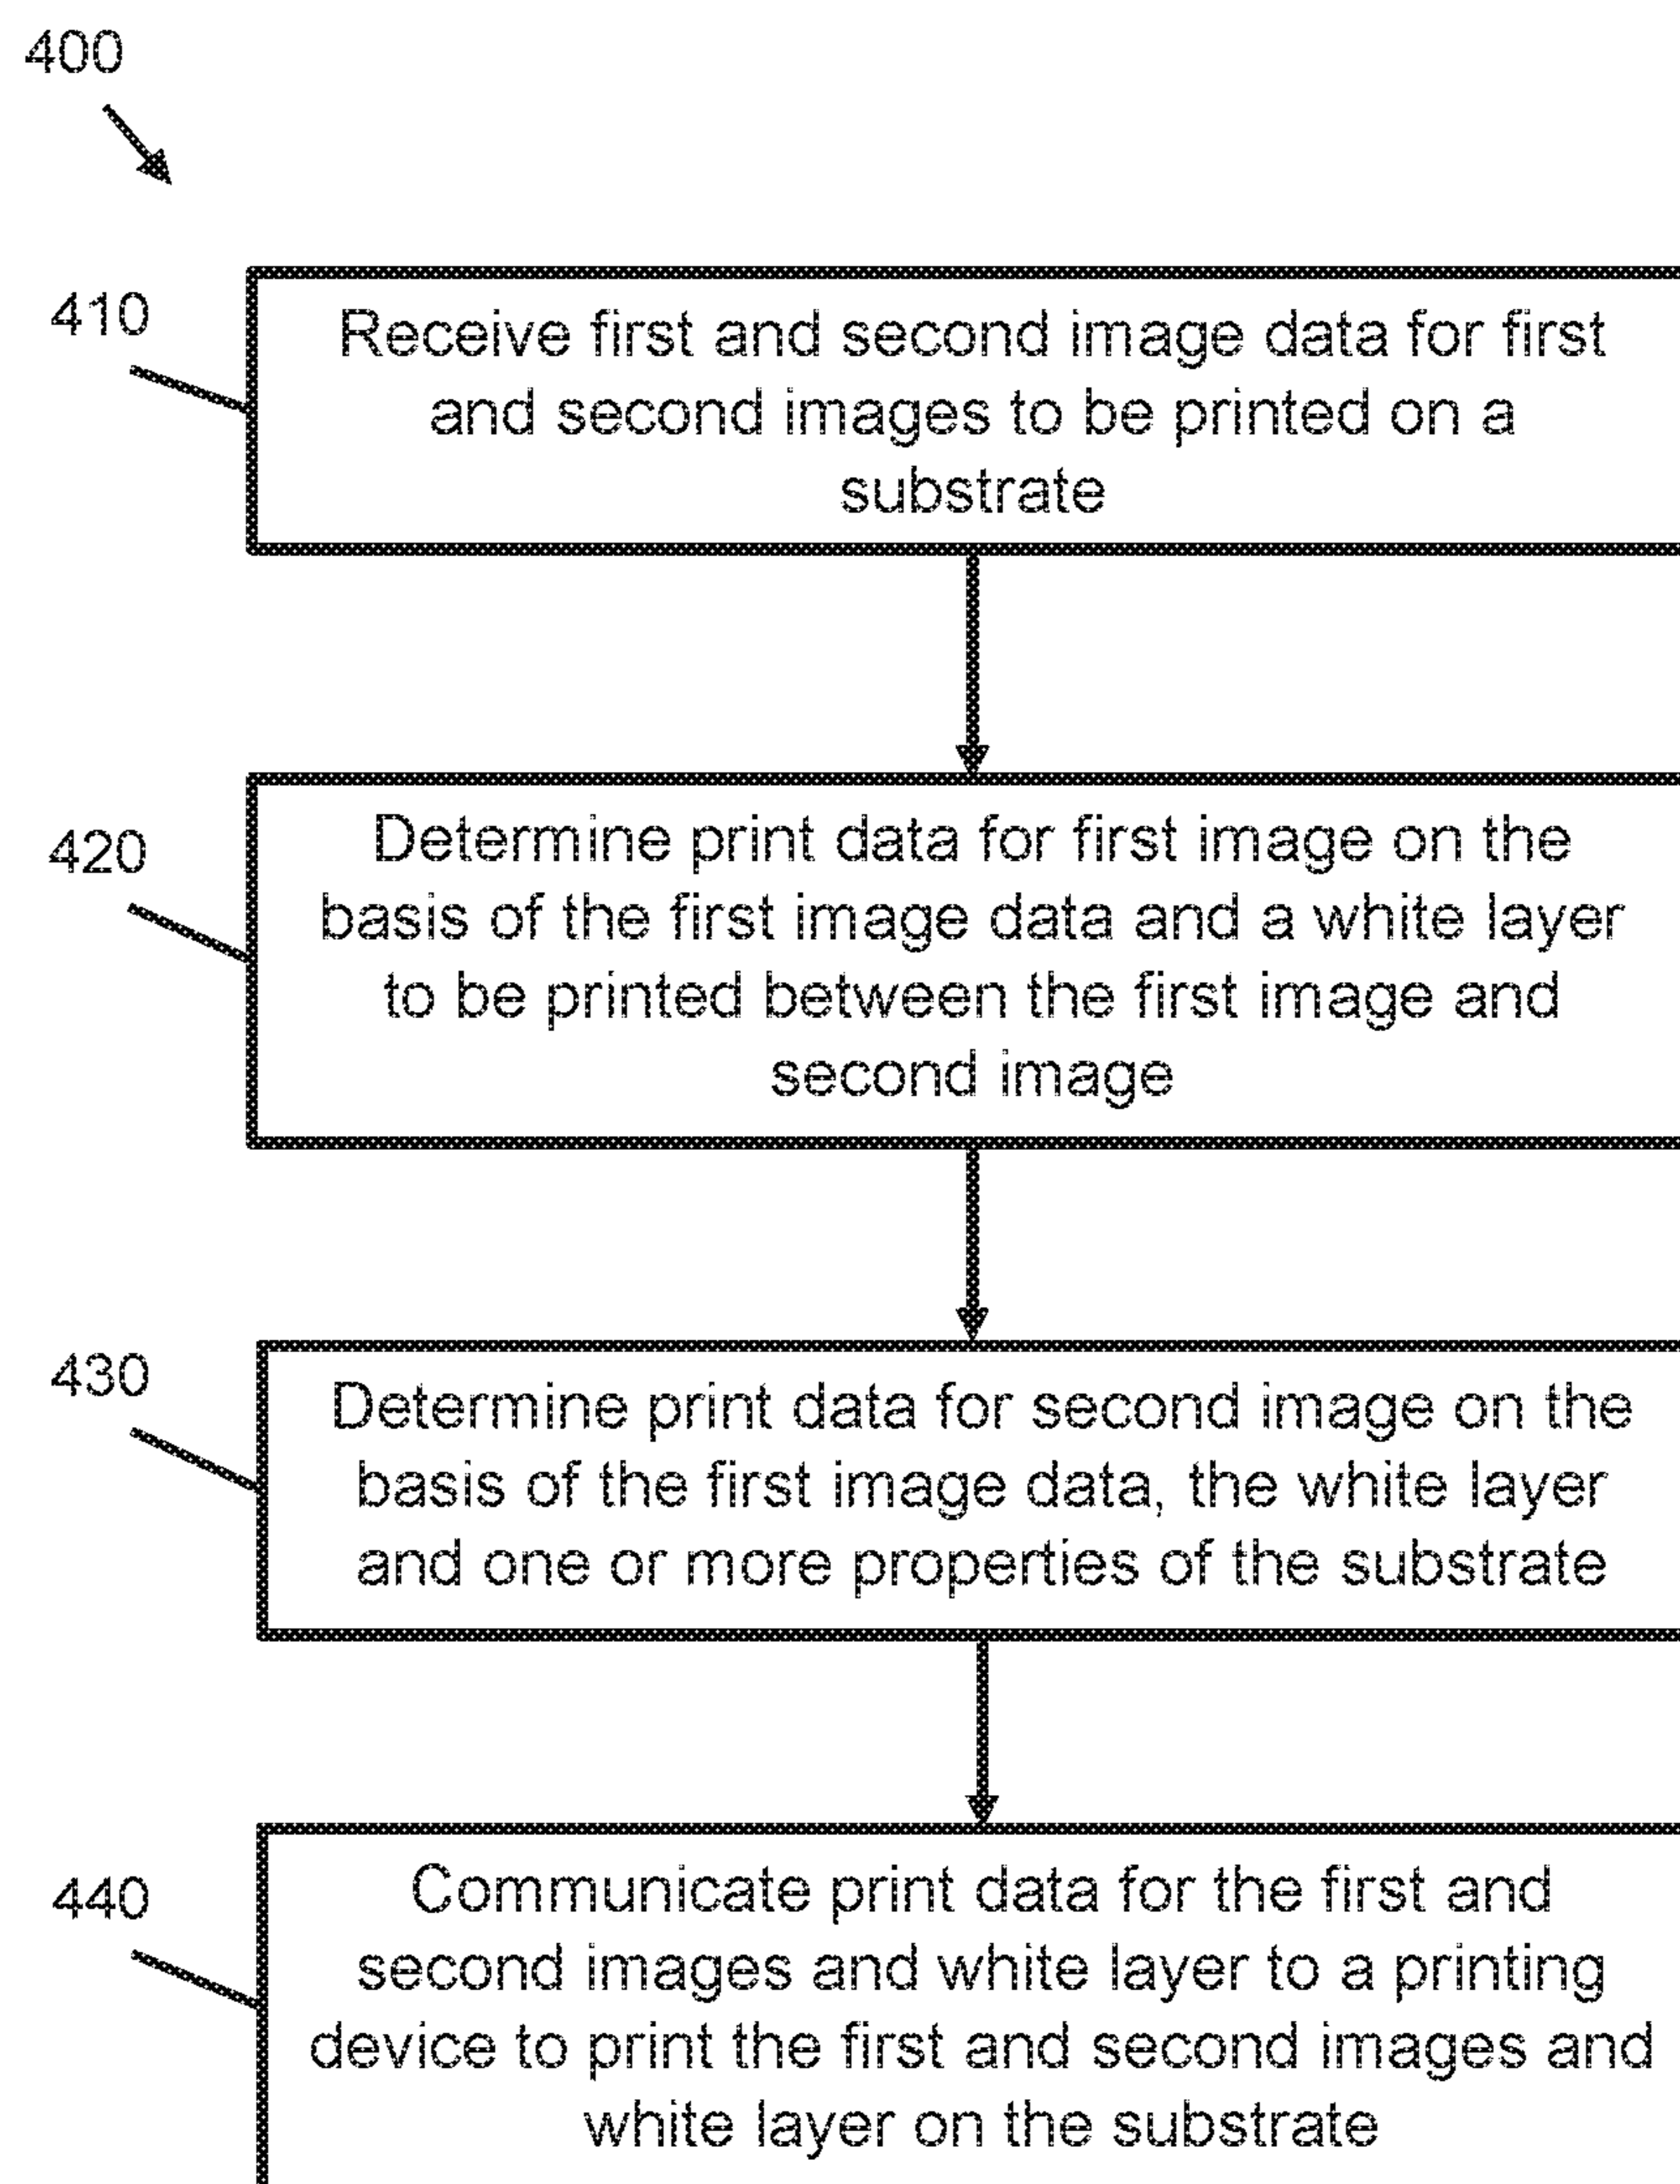 400
410
Receive first and second image data for first
and second images to be printed on a
substrate
420
Determine print data for first image on the
basis of the first image data and a white layer
to be printed between the first image and
second image
430
Determine print data for second image on the
basis of the first image data, the white layer
and one or more properties of the substrate
440
Communicate print data for the first and
second images and white layer to a printing
device to print the first and second images and
white layer on the substrate